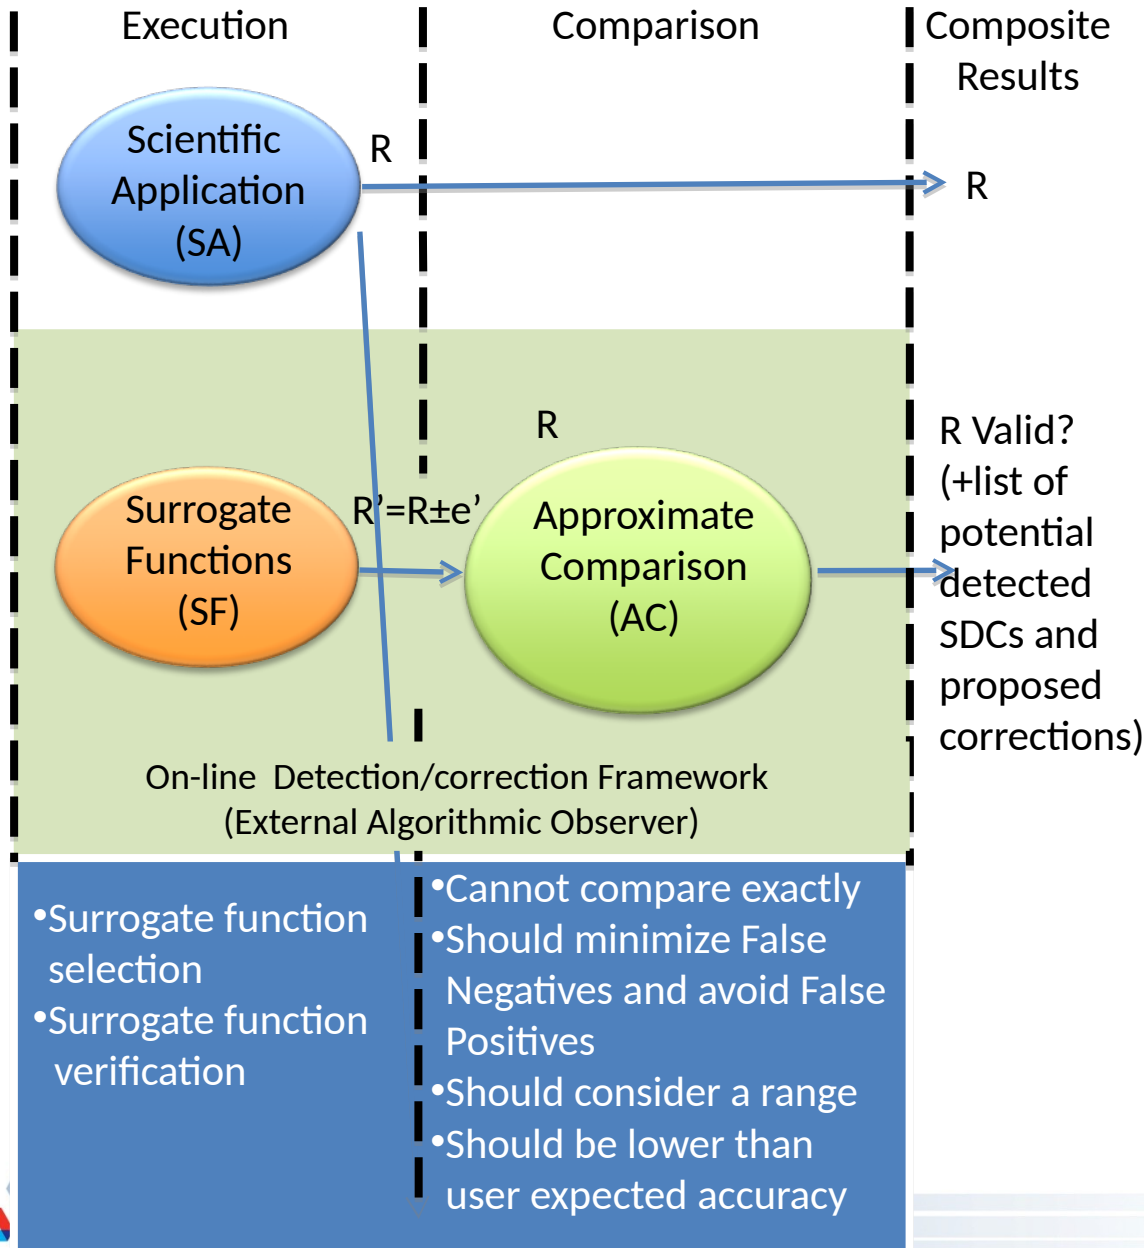 Execution
Comparison
Composite
Results
Scientific
Application
(SA)
R
R
R
Surrogate
Functions
(SF)
R’=R±e’
Approximate
Comparison
(AC)
R Valid?
(+list of
potential
detected
SDCs and
proposed
corrections)
On-line Detection/correction Framework
(External Algorithmic Observer)
•Surrogate function
selection
•Surrogate function
verification
•Cannot compare exactly
•Should minimize False
Negatives and avoid False
Positives
•Should consider a range
•Should be lower than
user expected accuracy